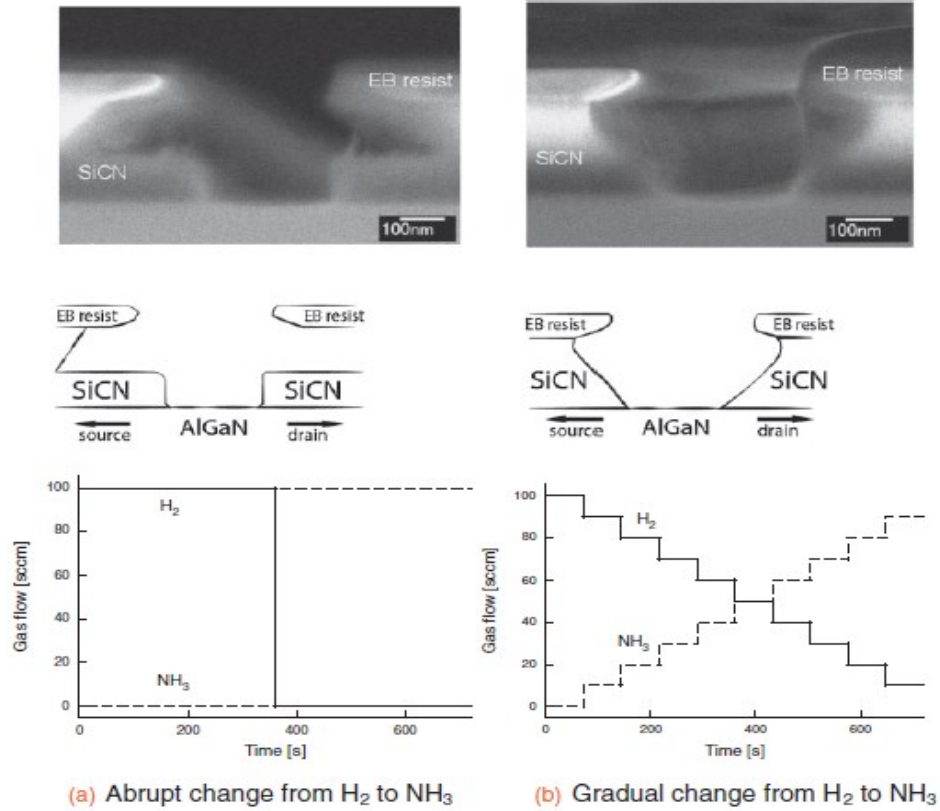 EB resist
SiCN
100nm
EB resist
SiCN
100nm
EB resist
EB resist
SiCN
SiCN
source
AlGaN
drain
EB resist
EB resist
SiCN
SiCN
source
AlGaN
drain
100
80
60
40
20
0
Gas flow [sccm]
H2
NH3
0
200
400
600
Time [s]
100
80
60
40
20
0
Gas flow [sccm]
H2
NH3
0
200
400
600
Time [s]
(a) Abrupt change from H2 to NH3
(b) Gradual change from H2 to NH3